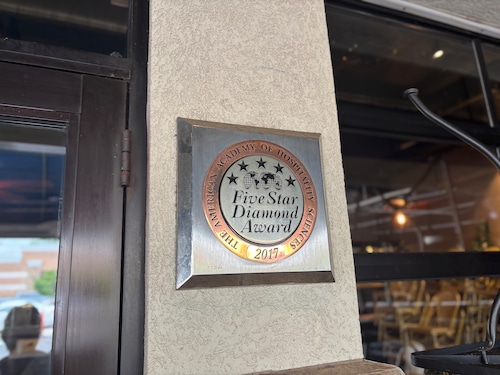 THE AMERICAN ACADEMY OF HOSPITALITY SCIENCES
Five Star
Diamond
Award
2017